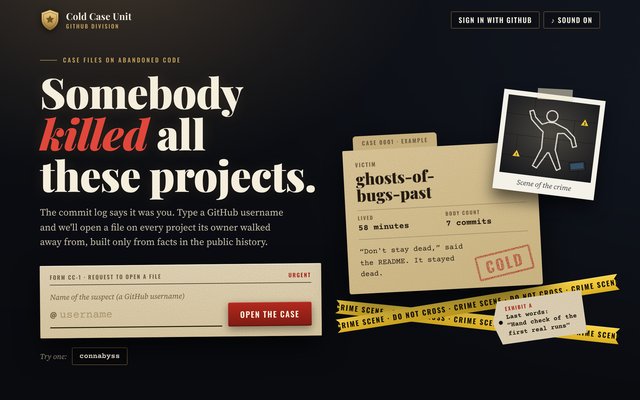 Cold Case Unit
GITHUB DIVISION
SIGN IN WITH GITHUB
♪ SOUND ON
CASE FILES ON ABANDONED CODE
Somebody
killed all
these projects.
The commit log says it was you. Type a GitHub username
and we'll open a file on every project its owner walked
away from, built only from facts in the public history.
FORM CC-1 · REQUEST TO OPEN A FILE
URGENT
Name of the suspect (a GitHub username)
@ username
OPEN THE CASE
Try one:
connabyss
CASE 0001 · EXAMPLE
VICTIM
ghosts-of-
bugs-past
LIVED
58 minutes
BODY COUNT
7 commits
"Don't stay dead," said
the README. It stayed
dead.
COLD
Scene of the crime
CRIME SCENE · DO NOT CROSS · CRIME SCENE
CRIME SCENE · DO NOT CROSS · CRIME SCENE
EXHIBIT A
Last words:
"Hand check of the
first real runs"